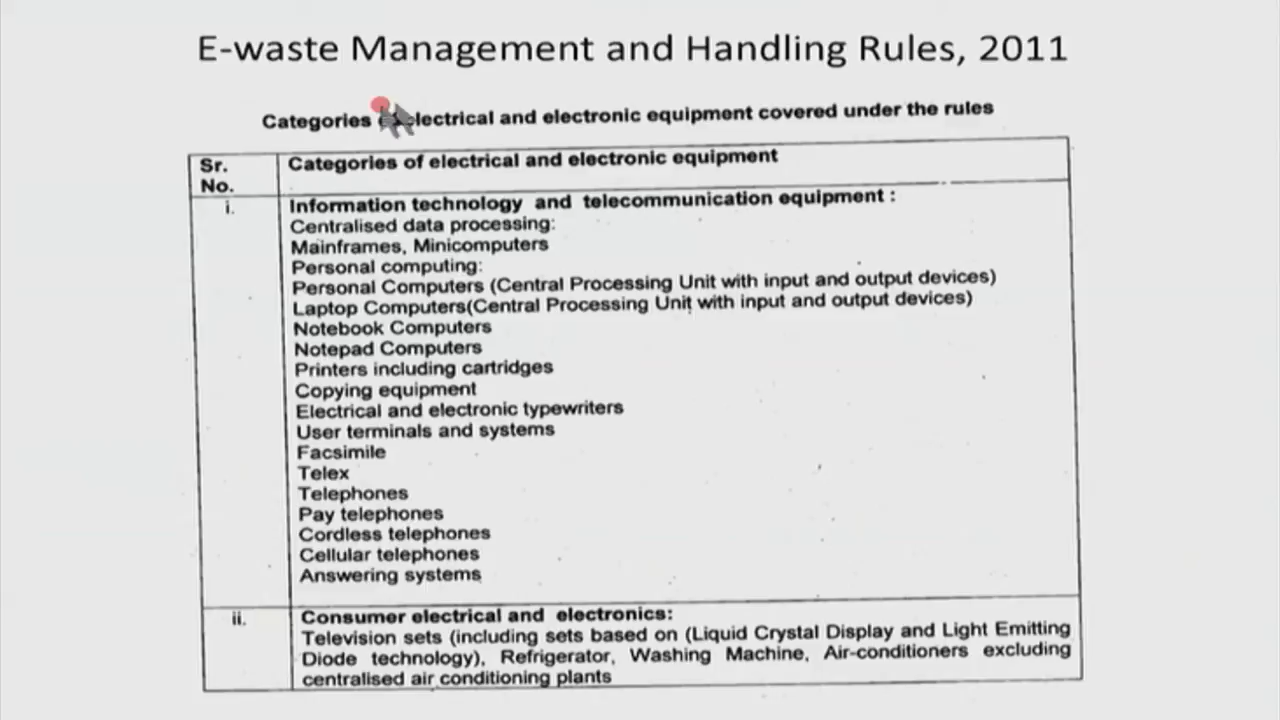 E-waste Management and Handling Rules, 2011
Categories electrical and electronic equipment covered under the rules
Sr. No.
Categories of electrical and electronic equipment
i.
Information technology and telecommunication equipment :
Centralised data processing:
Mainframes, Minicomputers
Personal computing:
Personal Computers (Central Processing Unit with input and output devices)
Laptop Computers(Central Processing Unit with input and output devices)
Notebook Computers
Notepad Computers
Printers including cartridges
Copying equipment
Electrical and electronic typewriters
User terminals and systems
Facsimile
Telex
Telephones
Pay telephones
Cordless telephones
Cellular telephones
Answering systems
ii.
Consumer electrical and electronics:
Television sets (including sets based on (Liquid Crystal Display and Light Emitting
Diode technology), Refrigerator, Washing Machine, Air-conditioners excluding
centralised air conditioning plants